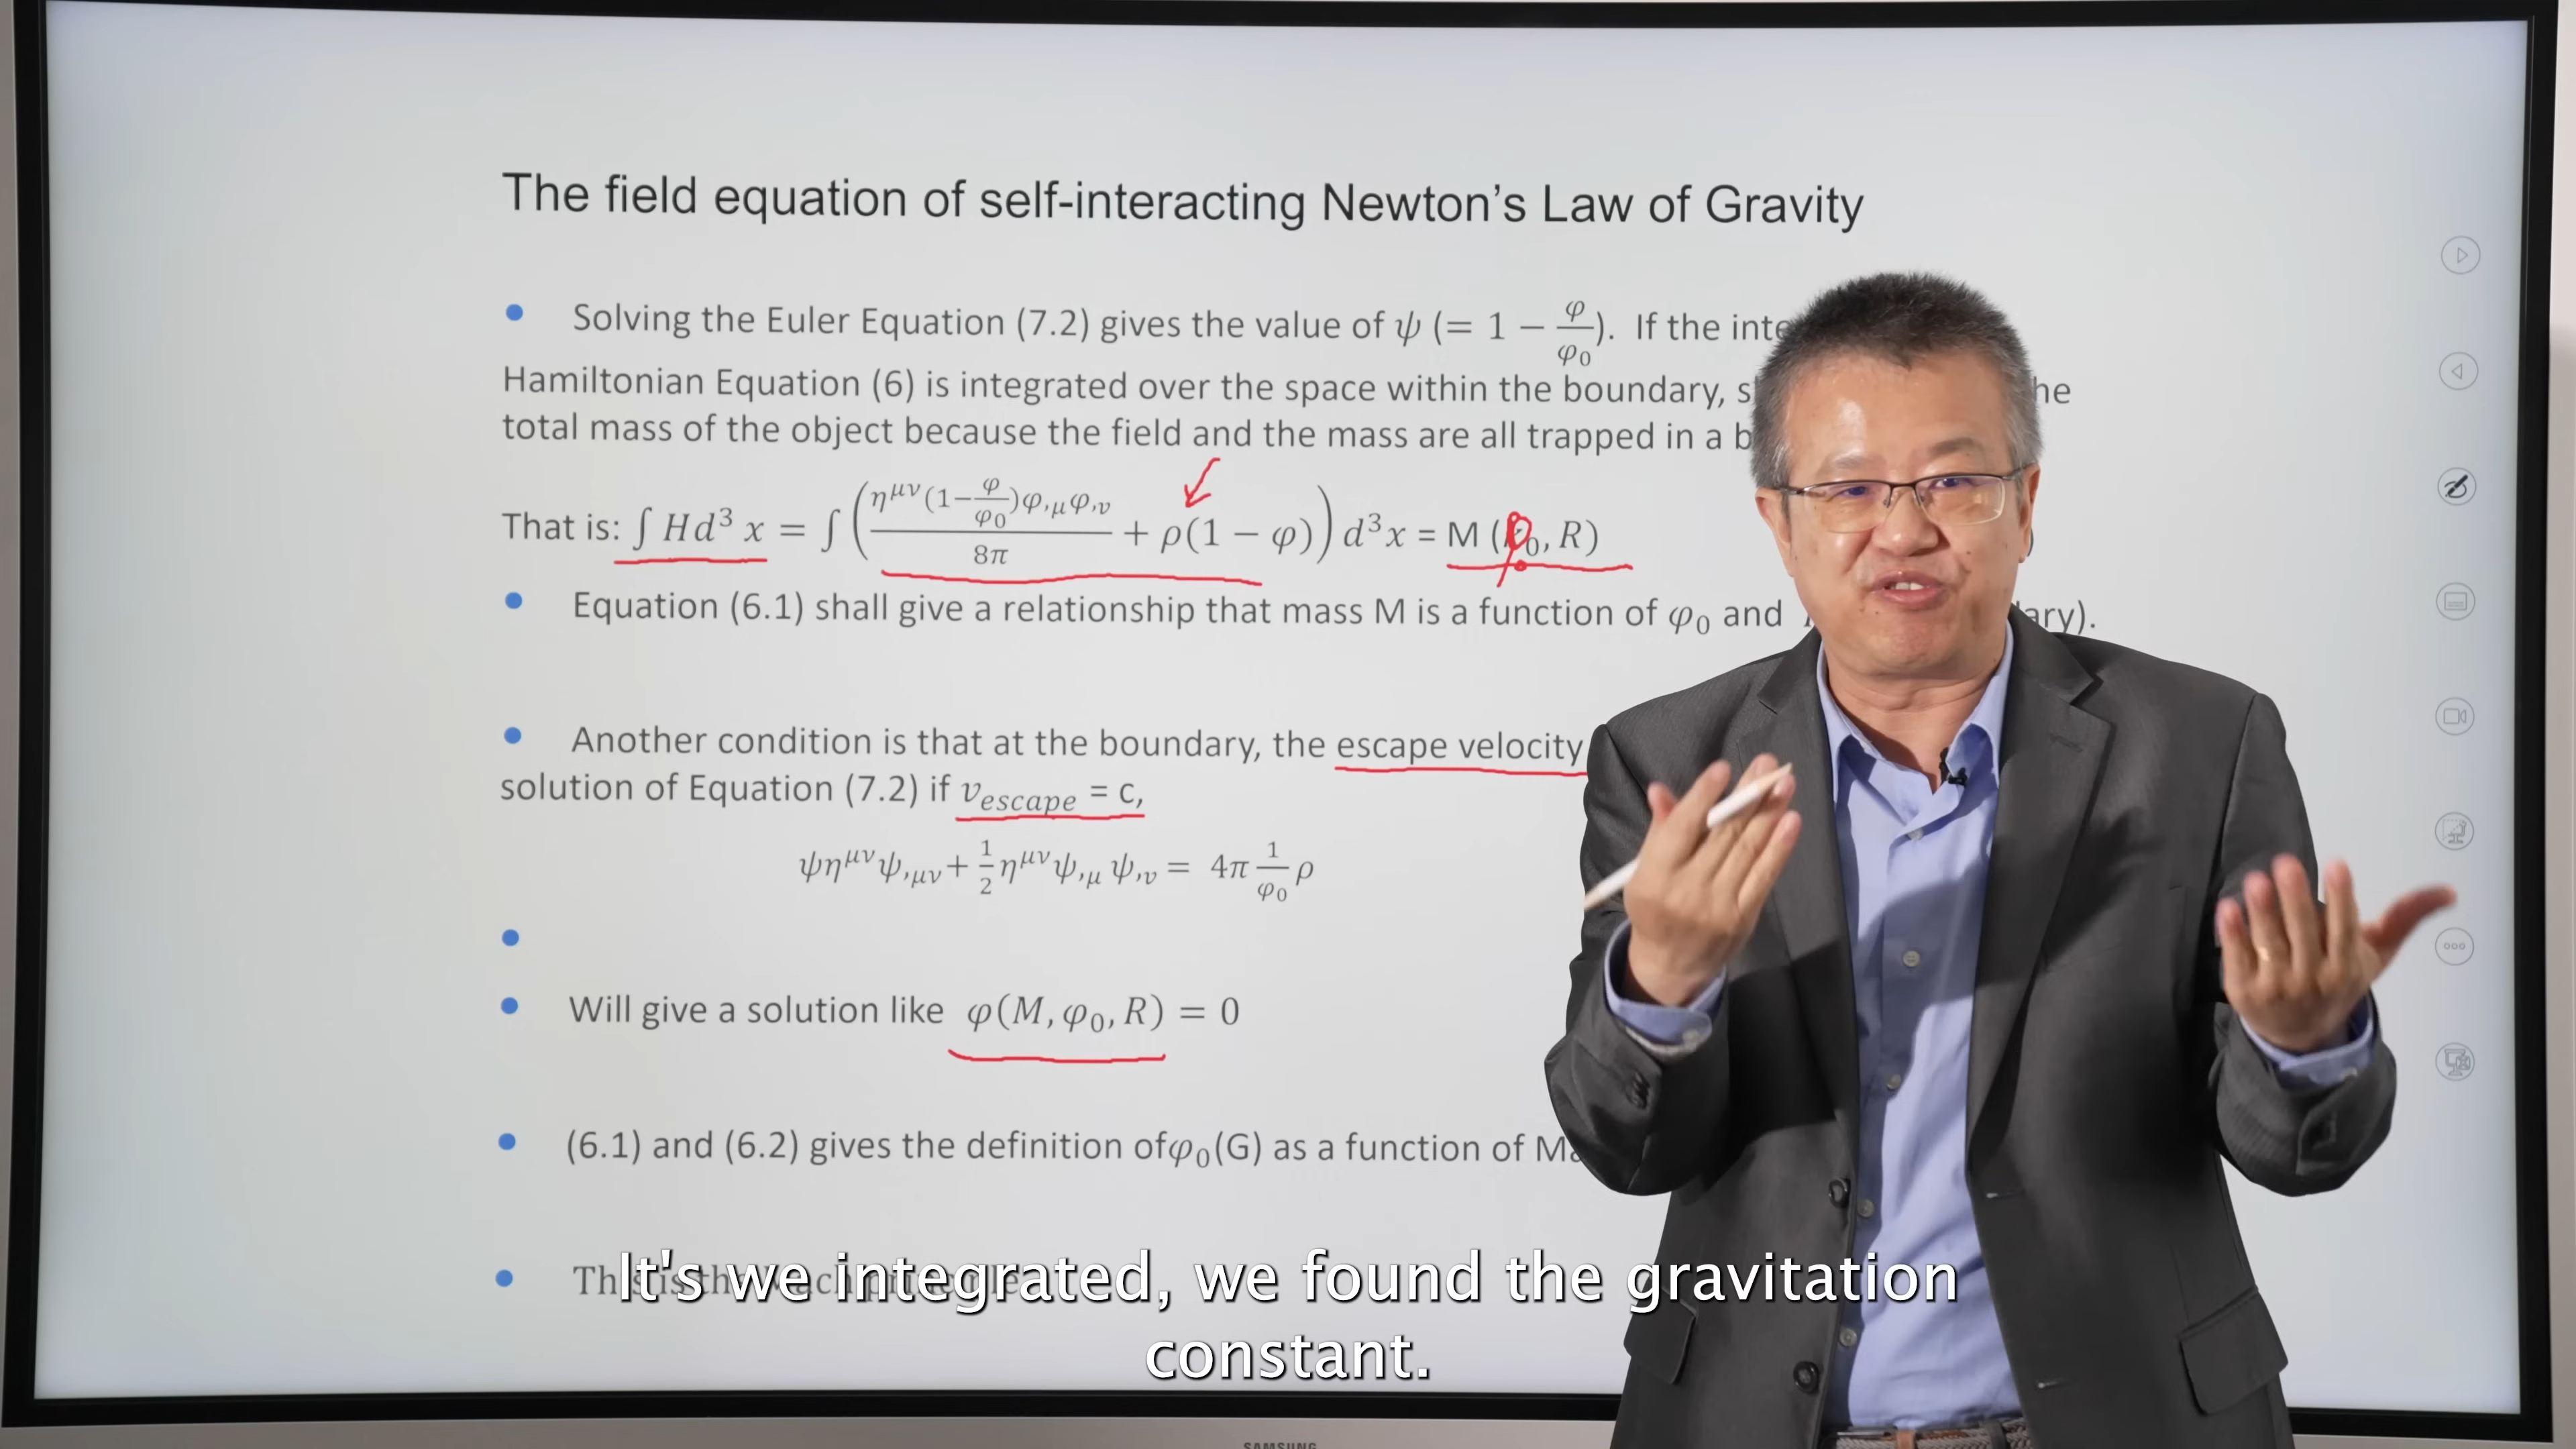 The field equation of self-interacting Newton's Law of Gravity
• Solving the Euler Equation (7.2) gives the value of ψ (= 1 − φ/φ₀). If the
Hamiltonian Equation (6) is integrated over the space within the boundary,
total mass of the object because the field and the mass are all trapped in a
That is: ∫ Hd³ x = ∫ (η^μν(1−φ/φ₀)φ,μφ,ν / 8π + ρ(1 − φ)) d³x = M (φ₀, R)
• Equation (6.1) shall give a relationship that mass M is a function of φ₀ and
• Another condition is that at the boundary, the escape velocity
solution of Equation (7.2) if v_escape = c,
ψη^μνψ,μν + 1/2 η^μνψ,μ ψ,ν = 4π 1/φ₀ ρ
•
• Will give a solution like φ(M, φ₀, R) = 0
• (6.1) and (6.2) gives the definition ofφ₀(G) as a function of
It's we integrated, we found the gravitation
constant.
SAMSUNG